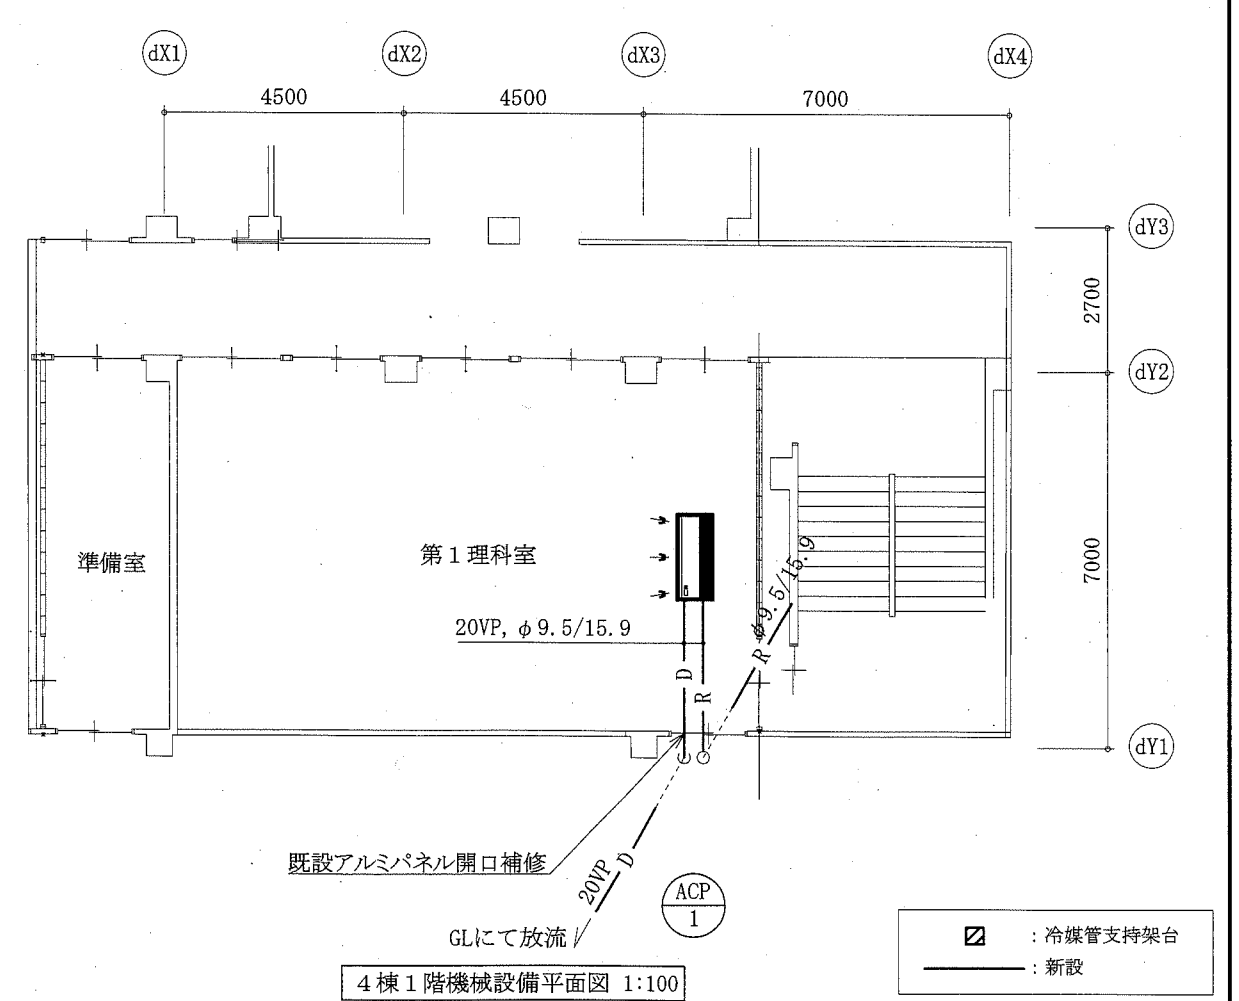 dX1
dX2
dX3
dX4
4500
4500
7000
dY3
2700
dY2
7000
dY1
準備室
第1理科室
φ9.5/15.9
R
20VP, φ9.5/15.9
D
R
既設アルミパネル開口補修
20VP
D
GLにて放流
ACP
1
4棟1階機械設備平面図 1:100
:冷媒管支持架台
:新設